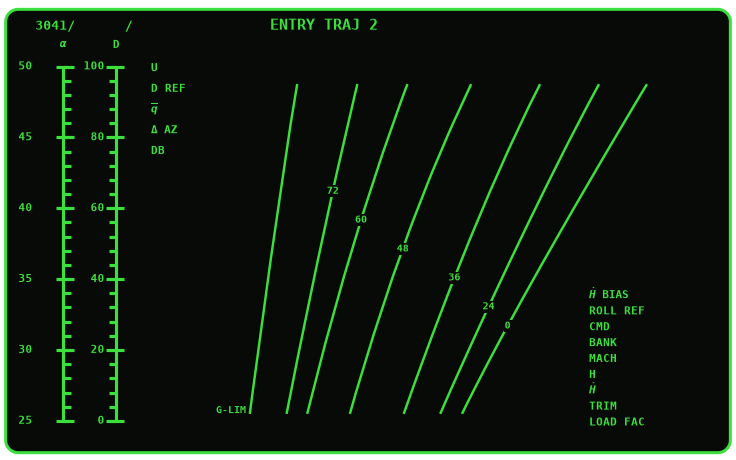 3041/ /
ENTRY TRAJ 2
α D
50 100
U
D REF
q̅
Δ AZ
DB
45 80
40 60
35 40
30 20
25 0
72
60
48
36
24
0
G-LIM
Ḣ BIAS
ROLL REF
CMD
BANK
MACH
H
Ḣ
TRIM
LOAD FAC